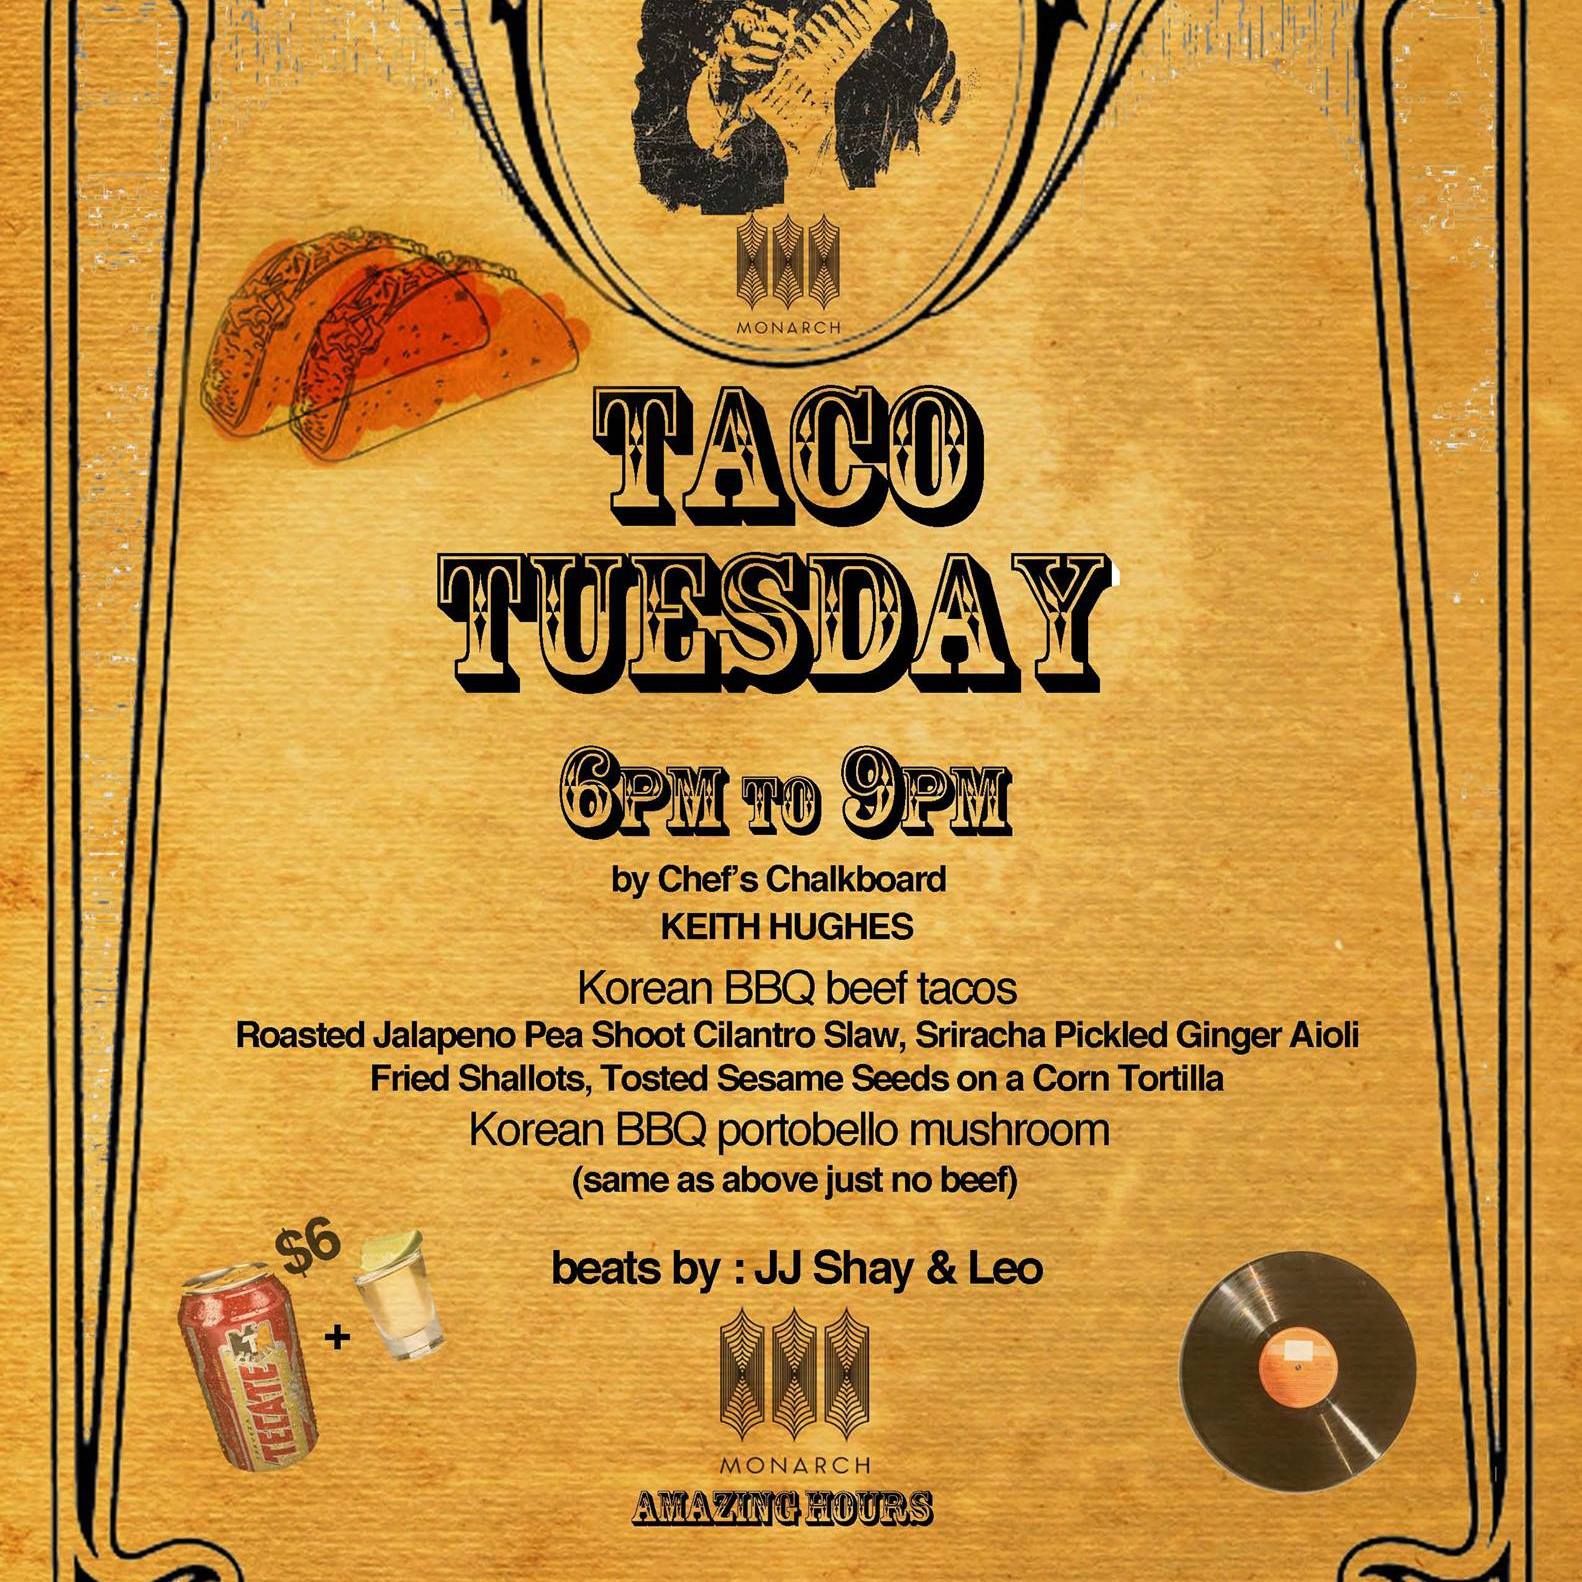 MONARCH
TACO
TUESDAY
6PM TO 9PM
by Chef's Chalkboard
KEITH HUGHES
Korean BBQ beef tacos
Roasted Jalapeno Pea Shoot Cilantro Slaw, Sriracha Pickled Ginger Aioli
Fried Shallots, Tosted Sesame Seeds on a Corn Tortilla
Korean BBQ portobello mushroom
(same as above just no beef)
$6
+
TECATE
beats by : JJ Shay & Leo
MONARCH
AMAZING HOURS